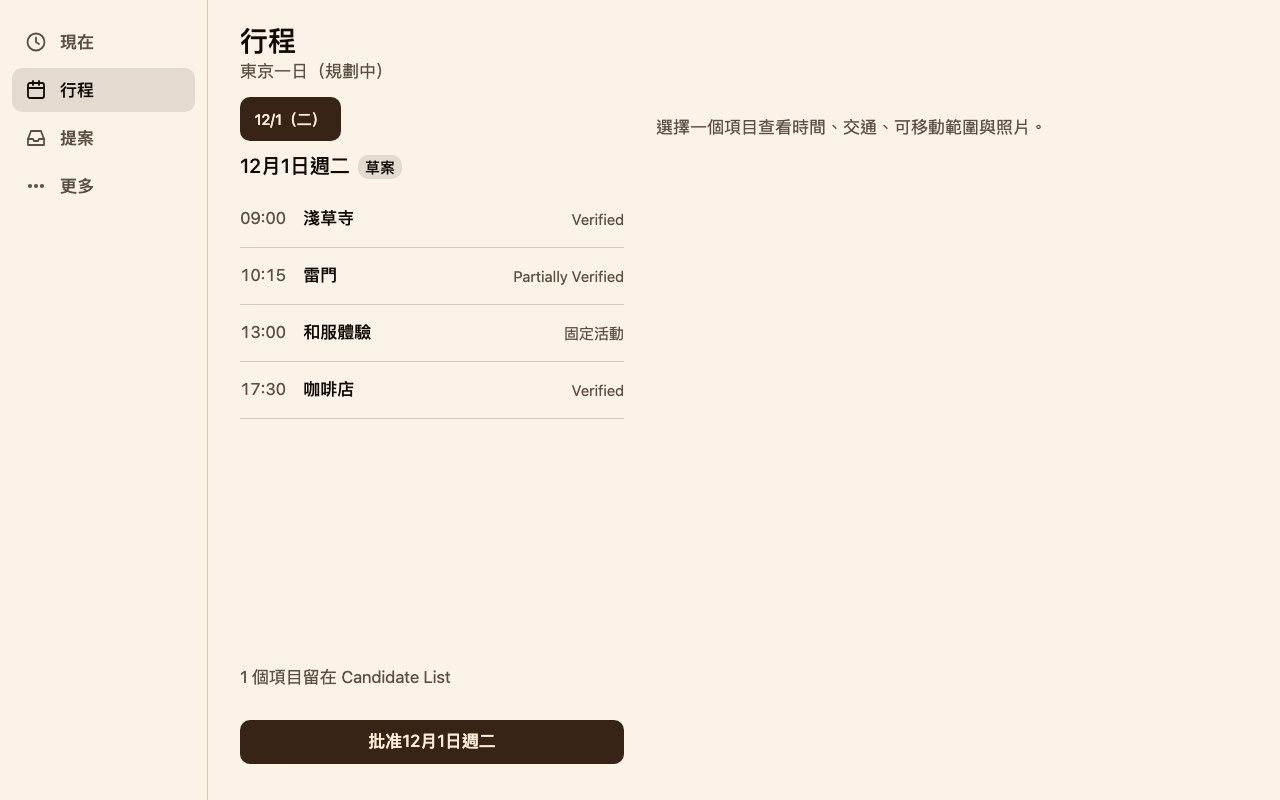 現在
行程
提案
更多
行程
東京一日（規劃中）
12/1（二）
12月1日週二 草案
09:00 淺草寺 Verified
10:15 雷門 Partially Verified
13:00 和服體驗 固定活動
17:30 咖啡店 Verified
1 個項目留在 Candidate List
批准12月1日週二
選擇一個項目查看時間、交通、可移動範圍與照片。